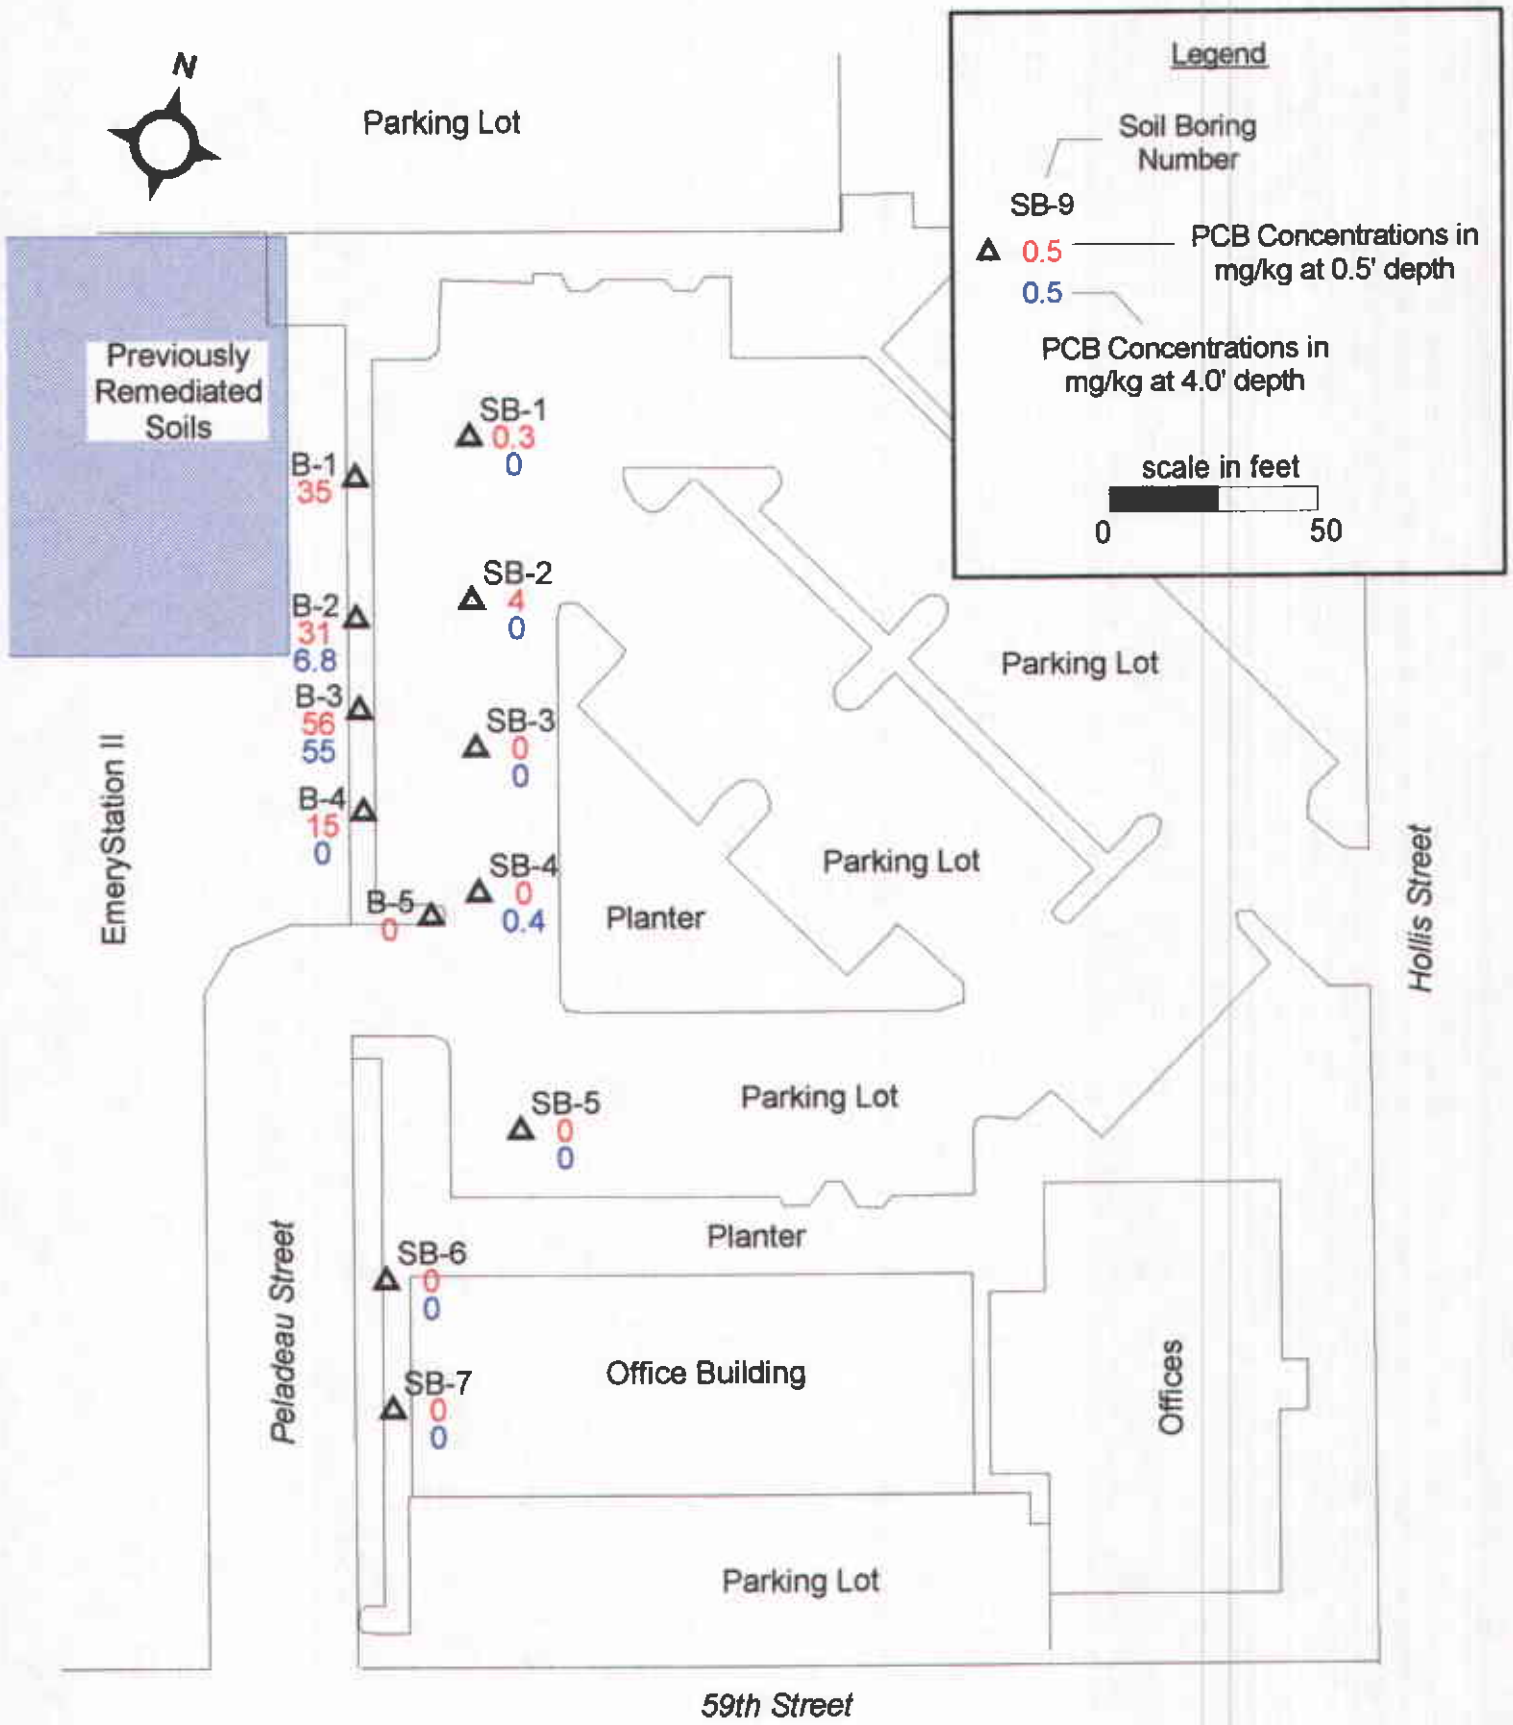 N
Parking Lot
Legend
Soil Boring
Number
SB-9
0.5
PCB Concentrations in
mg/kg at 0.5' depth
0.5
PCB Concentrations in
mg/kg at 4.0' depth
scale in feet
0
50
Previously
Remediated
Soils
SB-1
0.3
0
B-1
35
SB-2
4
0
B-2
31
6.8
Parking Lot
B-3
56
55
SB-3
0
0
EmeryStation II
B-4
15
0
Parking Lot
SB-4
0
0.4
B-5
0
Planter
Hollis Street
Parking Lot
SB-5
0
0
Planter
Peladeau Street
SB-6
0
0
Office Building
Offices
SB-7
0
0
Parking Lot
59th Street